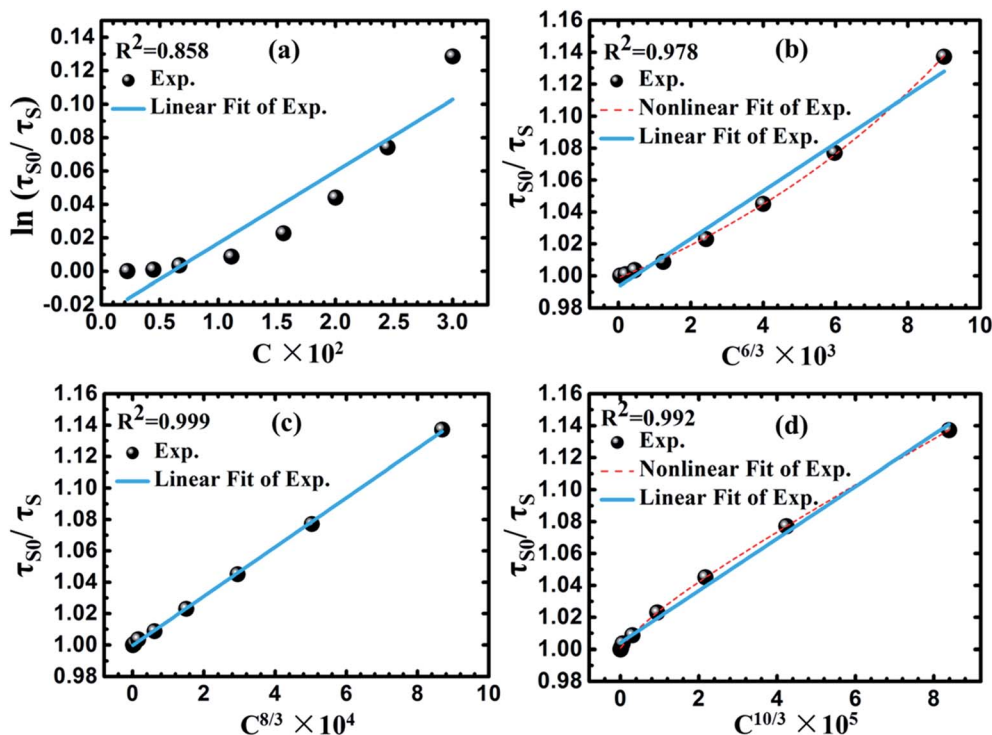 R²=0.858
(a)
Exp.
Linear Fit of Exp.
ln (τS0/ τS)
0.14
0.12
0.10
0.08
0.06
0.04
0.02
0.00
-0.02
0.0 0.5 1.0 1.5 2.0 2.5 3.0
C ×10²
R²=0.978
(b)
Exp.
Nonlinear Fit of Exp.
Linear Fit of Exp.
τS0/ τS
1.16
1.14
1.12
1.10
1.08
1.06
1.04
1.02
1.00
0.98
0 2 4 6 8 10
C6/3 ×10³
R²=0.999
(c)
Exp.
Linear Fit of Exp.
τS0/ τS
1.16
1.14
1.12
1.10
1.08
1.06
1.04
1.02
1.00
0.98
0 2 4 6 8 10
C8/3 ×10⁴
R²=0.992
(d)
Exp.
Nonlinear Fit of Exp.
Linear Fit of Exp.
τS0/ τS
1.16
1.14
1.12
1.10
1.08
1.06
1.04
1.02
1.00
0.98
0 2 4 6 8
C10/3 ×10⁵